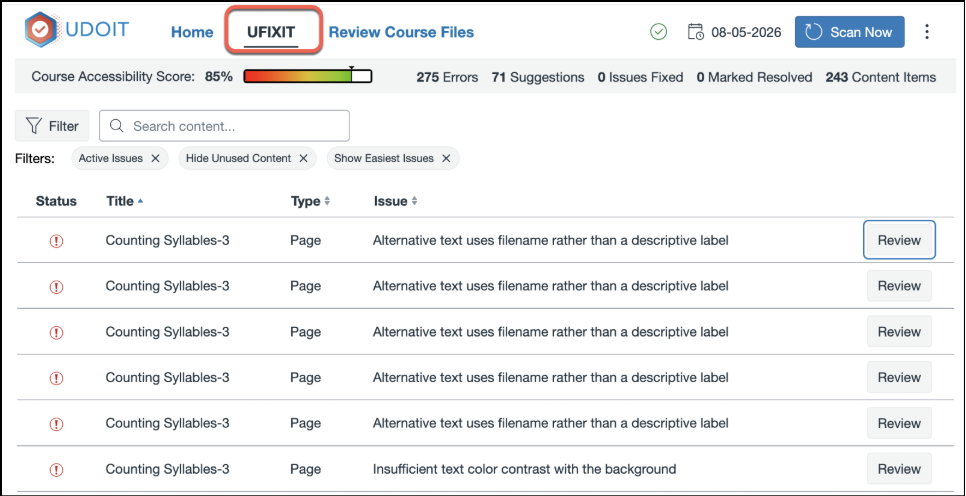 UDOIT Home UFIXIT Review Course Files 08-05-2026 Scan Now
Course Accessibility Score: 85% 275 Errors 71 Suggestions 0 Issues Fixed 0 Marked Resolved 243 Content Items
Filter Search content...
Filters: Active Issues Hide Unused Content Show Easiest Issues
Status Title Type Issue
Counting Syllables-3 Page Alternative text uses filename rather than a descriptive label Review
Counting Syllables-3 Page Alternative text uses filename rather than a descriptive label Review
Counting Syllables-3 Page Alternative text uses filename rather than a descriptive label Review
Counting Syllables-3 Page Alternative text uses filename rather than a descriptive label Review
Counting Syllables-3 Page Alternative text uses filename rather than a descriptive label Review
Counting Syllables-3 Page Insufficient text color contrast with the background Review